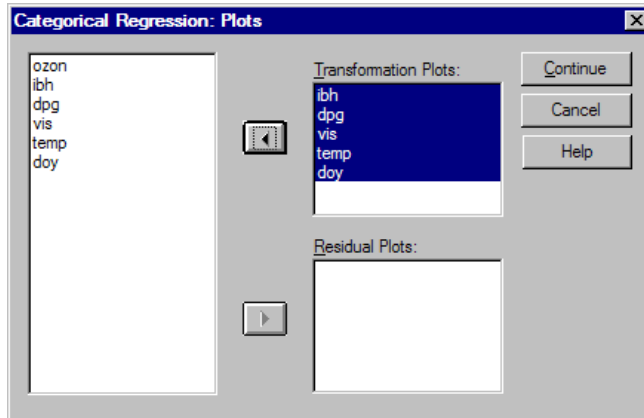 Categorical Regression: Plots
ozon
ibh
dpg
vis
temp
doy
Transformation Plots:
ibh
dpg
vis
temp
doy
Residual Plots:
Continue
Cancel
Help